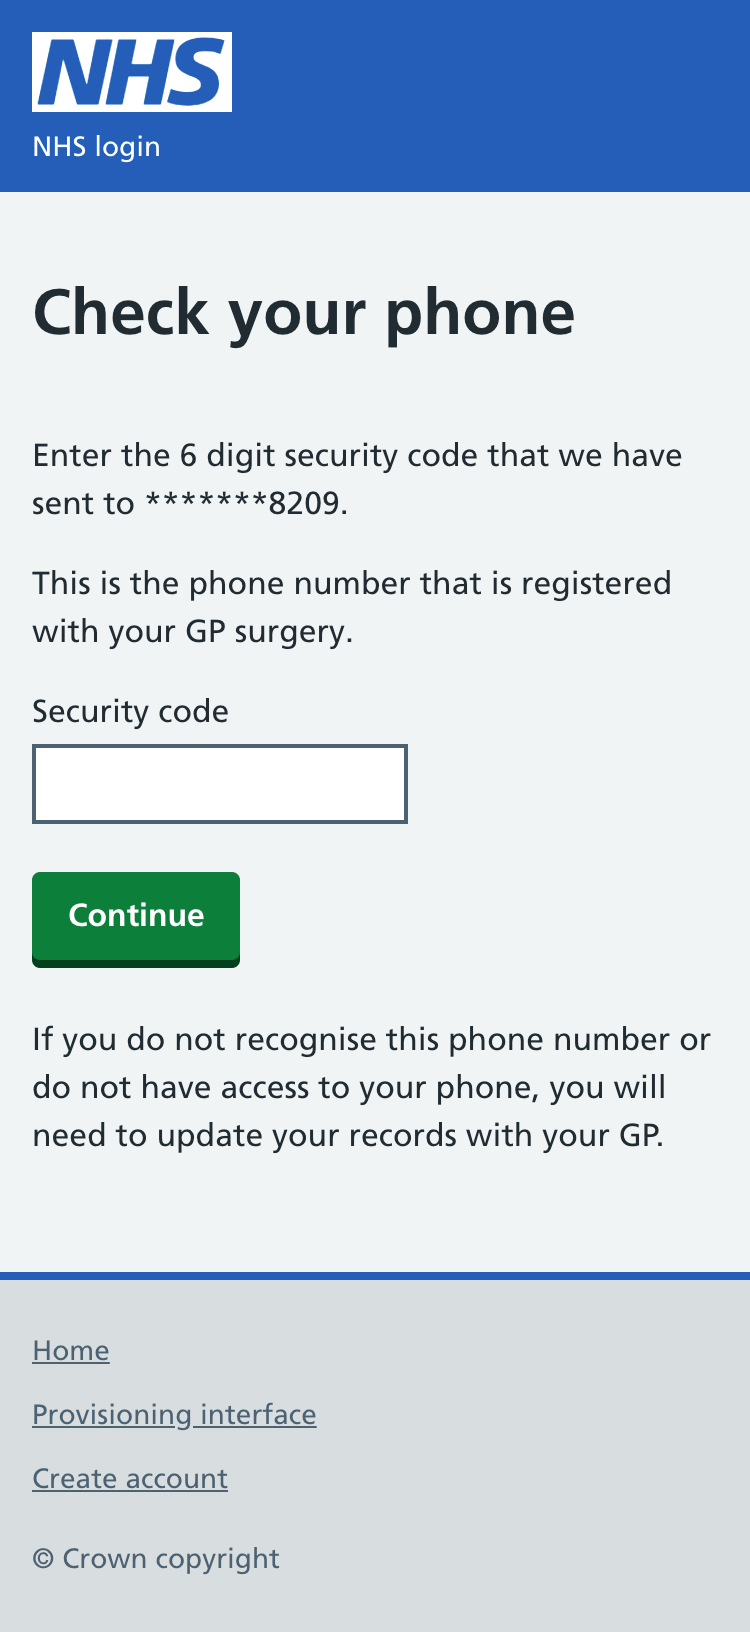 NHS
NHS login
Check your phone
Enter the 6 digit security code that we have
sent to *******8209.
This is the phone number that is registered
with your GP surgery.
Security code
Continue
If you do not recognise this phone number or
do not have access to your phone, you will
need to update your records with your GP.
Home
Provisioning interface
Create account
© Crown copyright